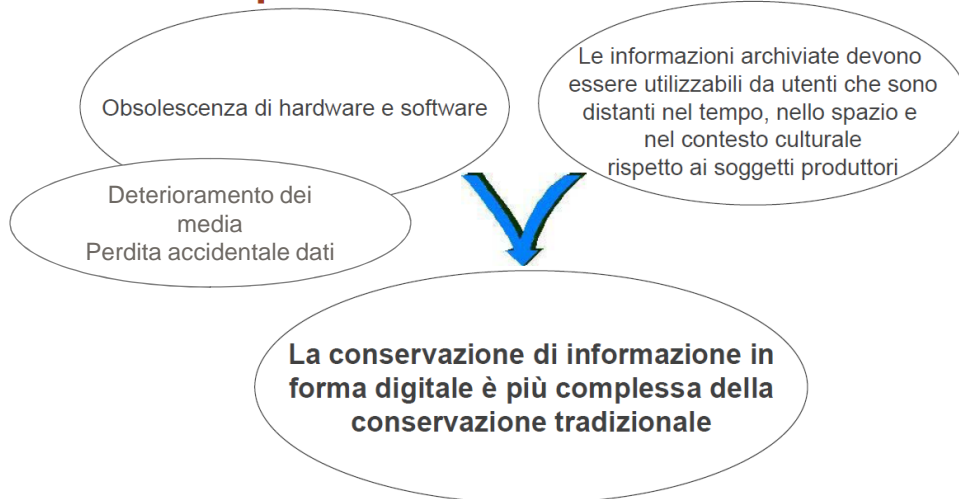 Obsolescenza di hardware e software
Le informazioni archiviate devono
essere utilizzabili da utenti che sono
distanti nel tempo, nello spazio e
nel contesto culturale
rispetto ai soggetti produttori
Deterioramento dei
media
Perdita accidentale dati
La conservazione di informazione in
forma digitale è più complessa della
conservazione tradizionale